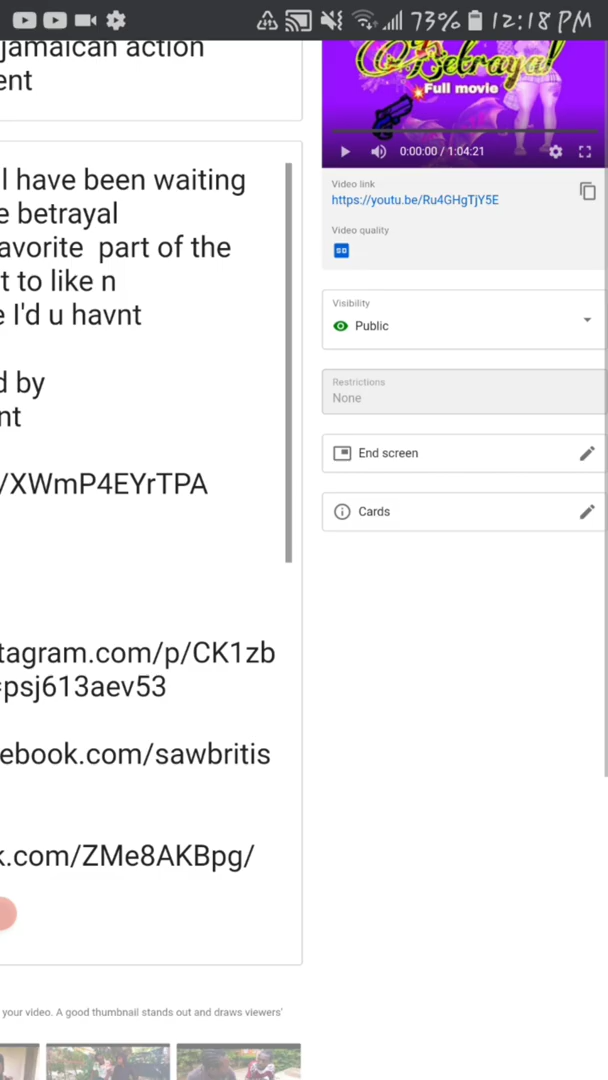 73% 12:18 PM
jamaican action
ent
l have been waiting
e betrayal
avorite  part of the
t to like n
e I'd u havnt
d by
nt
/XWmP4EYrTPA
tagram.com/p/CK1zb
=psj613aev53
ebook.com/sawbritis
k.com/ZMe8AKBpg/
your video. A good thumbnail stands out and draws viewers'
Betrayal
Full movie
0:00:00 / 1:04:21
Video link
https://youtu.be/Ru4GHgTjY5E
Video quality
SD
Visibility
Public
Restrictions
None
End screen
Cards